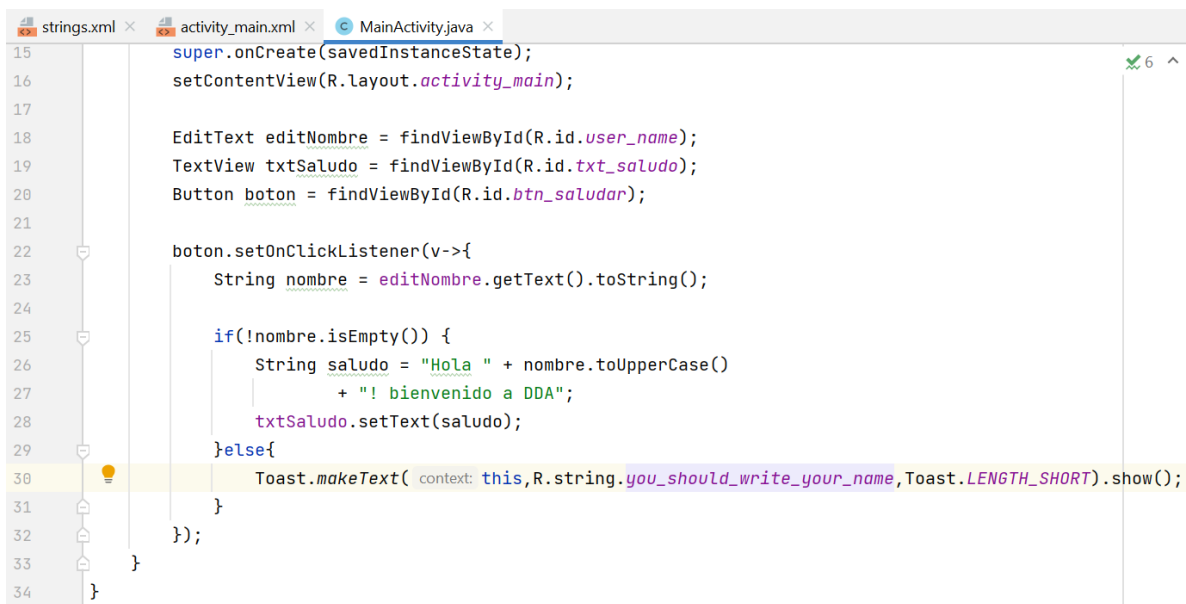 strings.xml × activity_main.xml × C MainActivity.java ×
15 super.onCreate(savedInstanceState);
6
16 setContentView(R.layout.activity_main);
17
18 EditText editNombre = findViewById(R.id.user_name);
19 TextView txtSaludo = findViewById(R.id.txt_saludo);
20 Button boton = findViewById(R.id.btn_saludar);
21
22 boton.setOnClickListener(v->{
23 String nombre = editNombre.getText().toString();
24
25 if(!nombre.isEmpty()) {
26 String saludo = "Hola " + nombre.toUpperCase()
27 + "! bienvenido a DDA";
28 txtSaludo.setText(saludo);
29 }else{
30 Toast.makeText( context: this,R.string.you_should_write_your_name,Toast.LENGTH_SHORT).show();
31 }
32 });
33 }
34 }